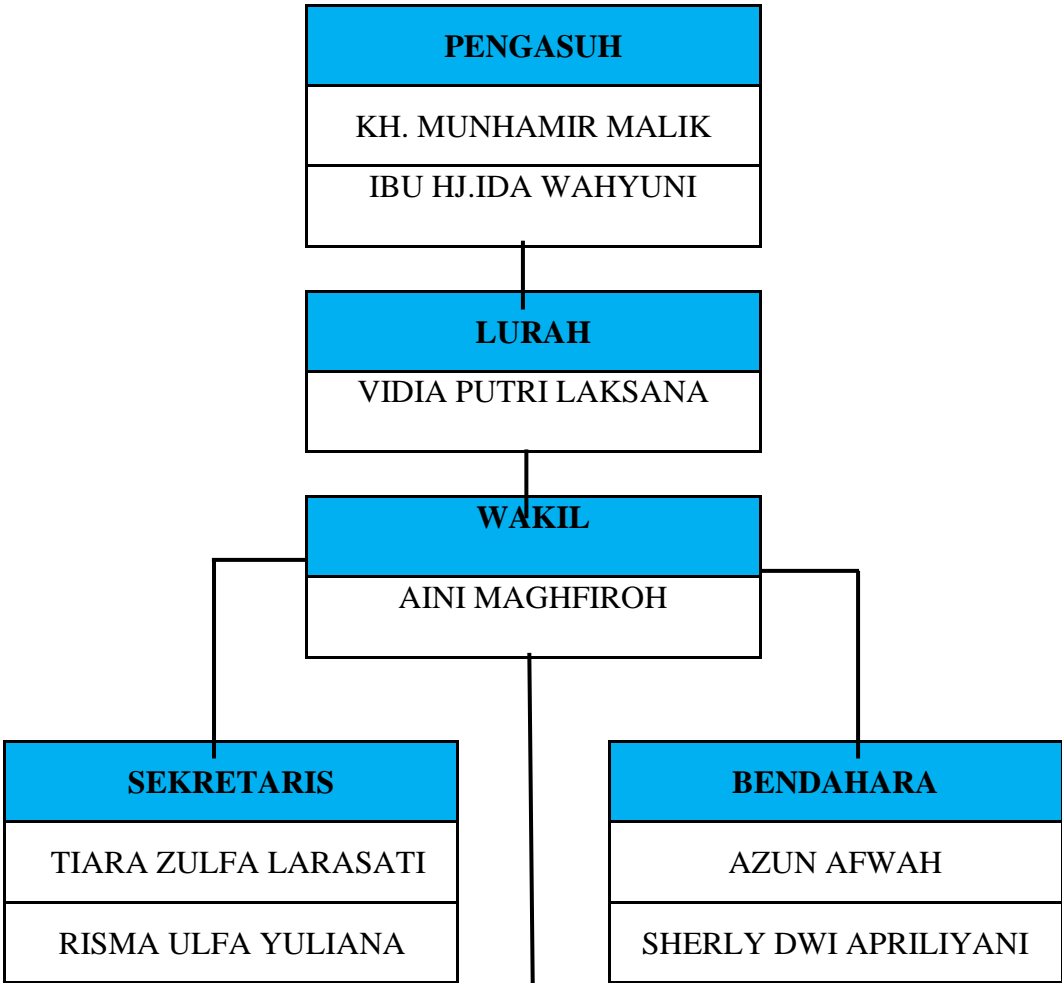 PENGASUH
KH. MUNHAMIR MALIK
IBU HJ.IDA WAHYUNI
LURAH
VIDIA PUTRI LAKSANA
WAKIL
AINI MAGHFIROH
SEKRETARIS
TIARA ZULFA LARASATI
RISMA ULFA YULIANA
BENDAHARA
AZUN AFWAH
SHERLY DWI APRILIYANI